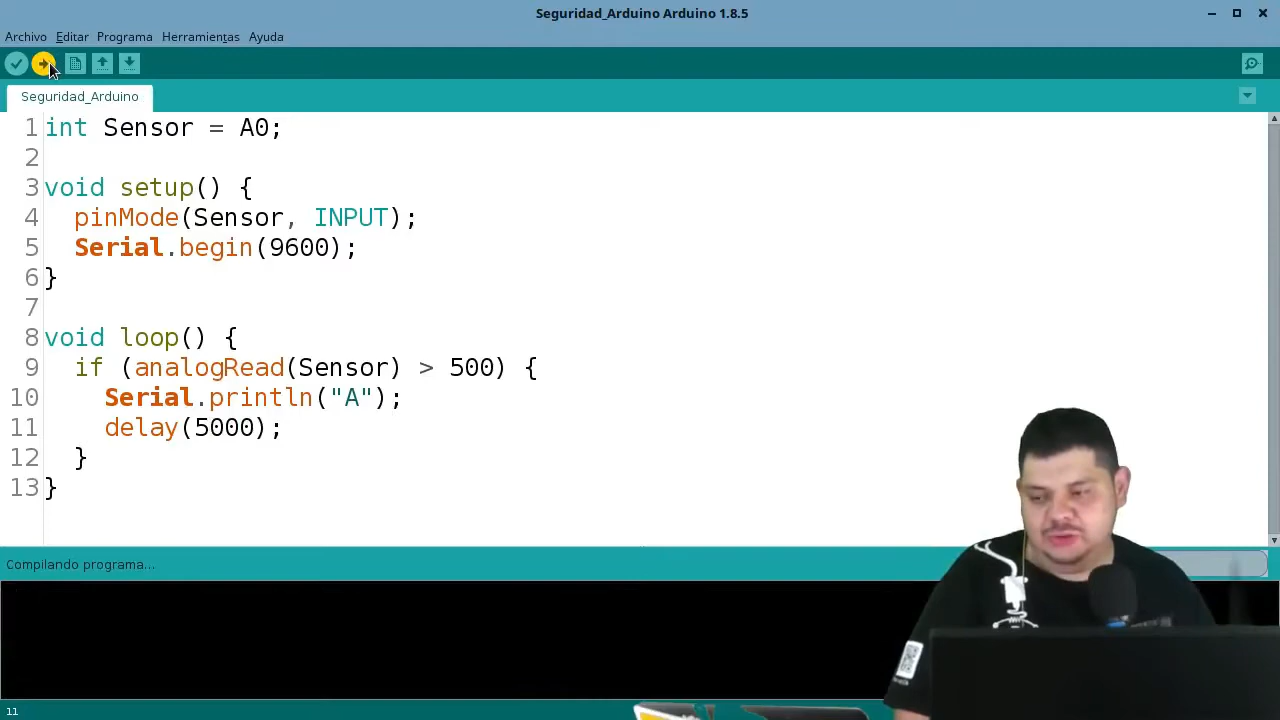 Seguridad_Arduino Arduino 1.8.5
Archivo Editar Programa Herramientas Ayuda
Seguridad_Arduino
1 int Sensor = A0;
2
3 void setup() {
4 pinMode(Sensor, INPUT);
5 Serial.begin(9600);
6 }
7
8 void loop() {
9 if (analogRead(Sensor) > 500) {
10 Serial.println("A");
11 delay(5000);
12 }
13 }
Compilando programa...
11